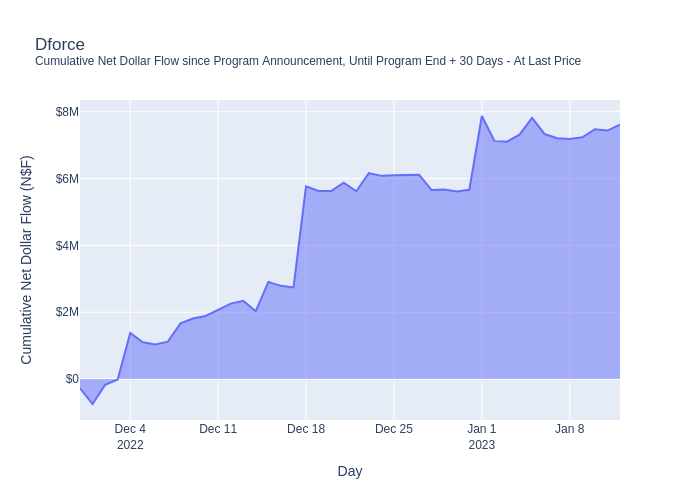 Dforce
Cumulative Net Dollar Flow since Program Announcement, Until Program End + 30 Days - At Last Price
Cumulative Net Dollar Flow (N$F)
$8M
$6M
$4M
$2M
$0
Dec 4
2022
Dec 11
Dec 18
Dec 25
Jan 1
2023
Jan 8
Day